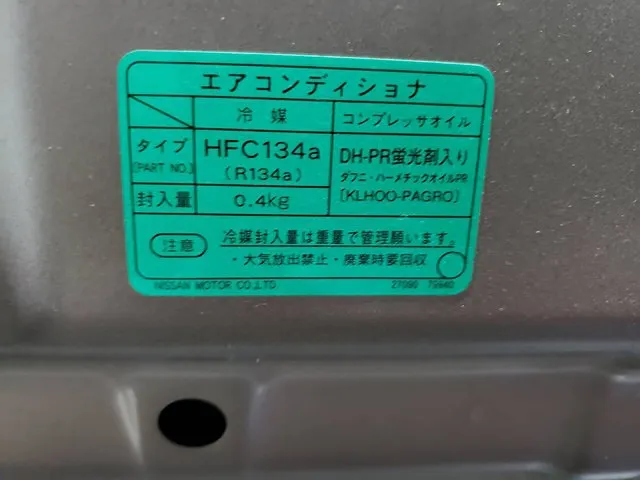 エアコンディショナ
冷媒 コンプレッサオイル
タイプ HFC134a DH-PR蛍光剤入り
[PART NO.] (R134a) ダフニ・ハーメチックオイルPR
封入量 0.4kg [KLH00-PAGR0]
注意 冷媒封入量は重量で管理願います。
・大気放出禁止・廃棄時要回収
NISSAN MOTOR CO.,LTD 27090